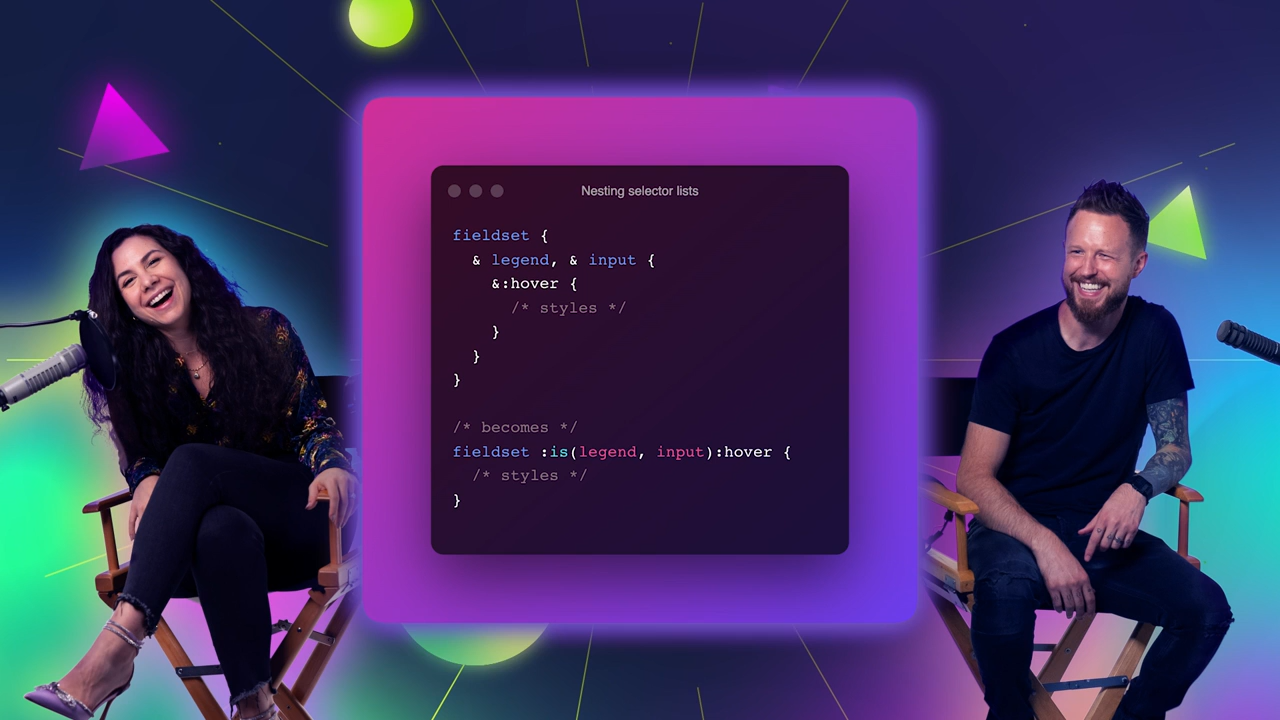 Nesting selector lists
fieldset {
  & legend, & input {
    &:hover {
      /* styles */
    }
  }
}
/* becomes */
fieldset :is(legend, input):hover {
  /* styles */
}